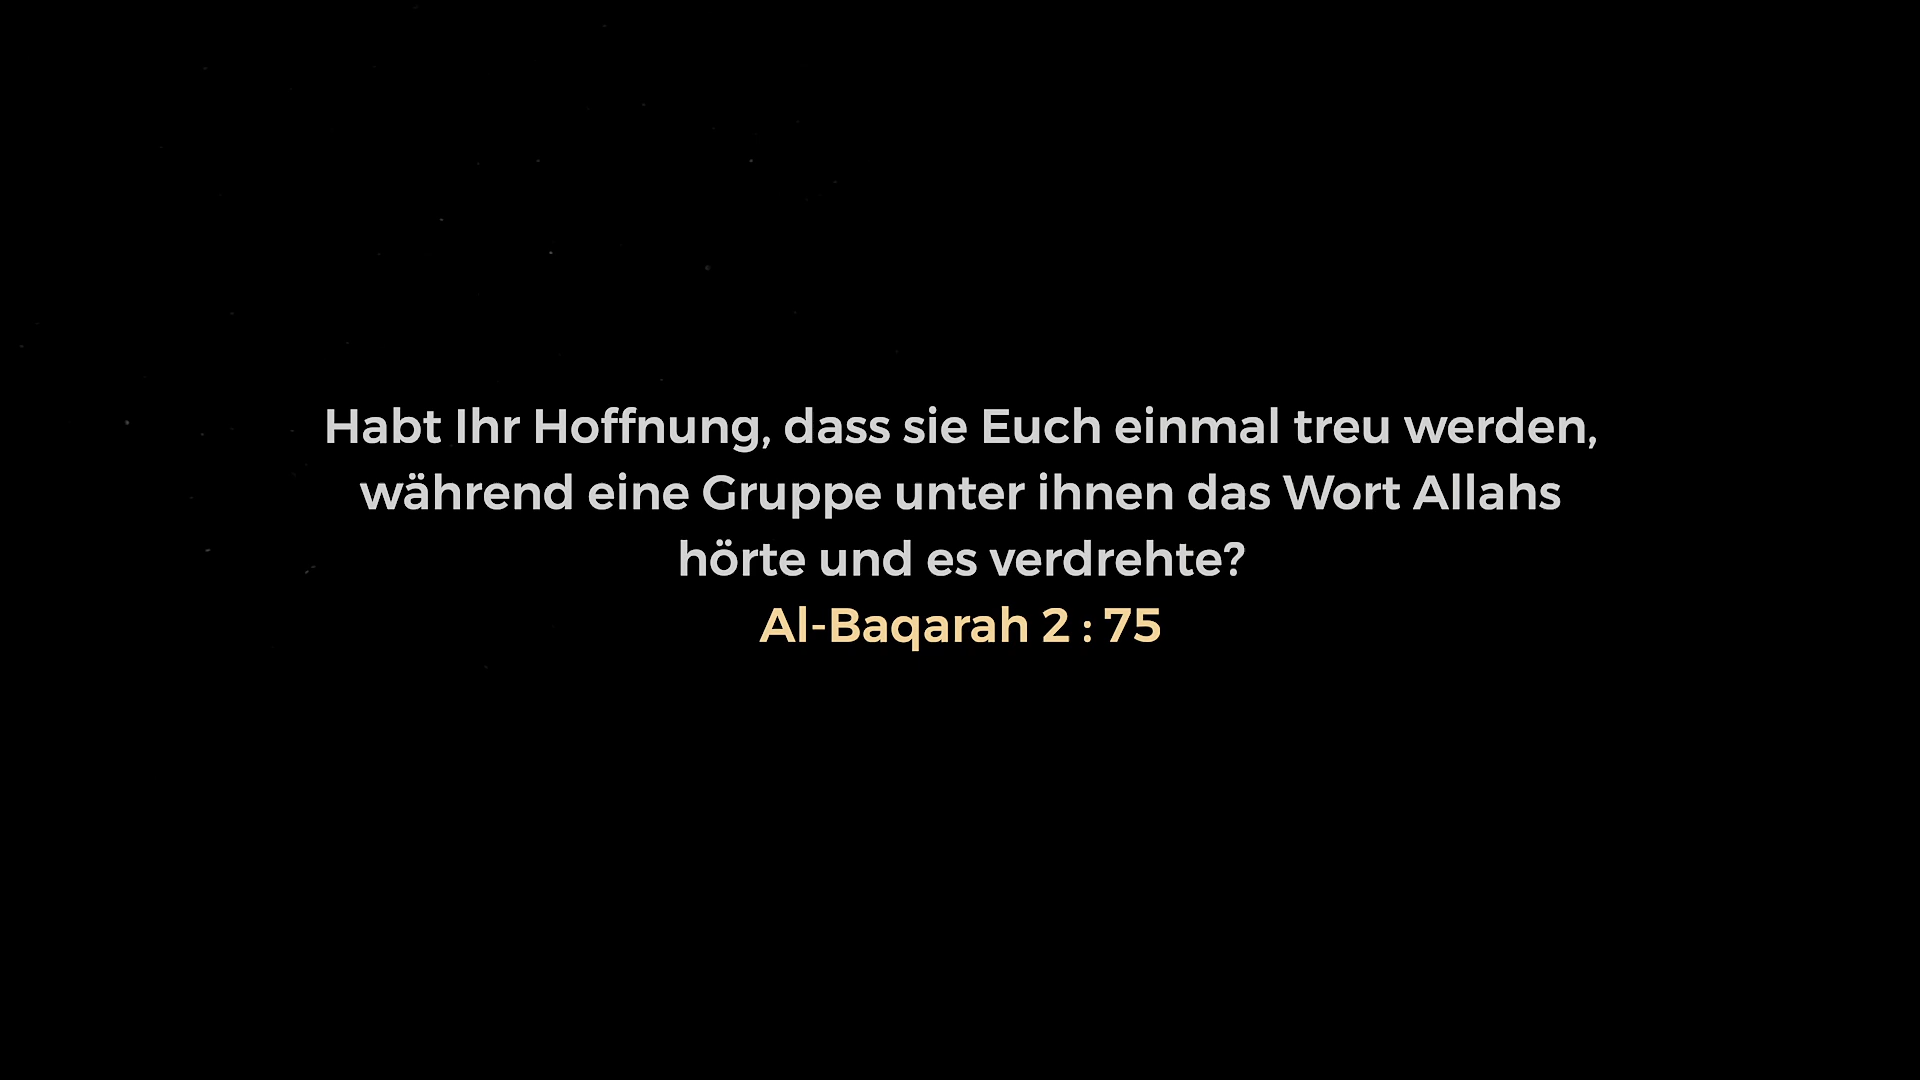 Habt Ihr Hoffnung, dass sie Euch einmal treu werden,
während eine Gruppe unter ihnen das Wort Allahs
hörte und es verdrehte?
Al-Baqarah 2 : 75